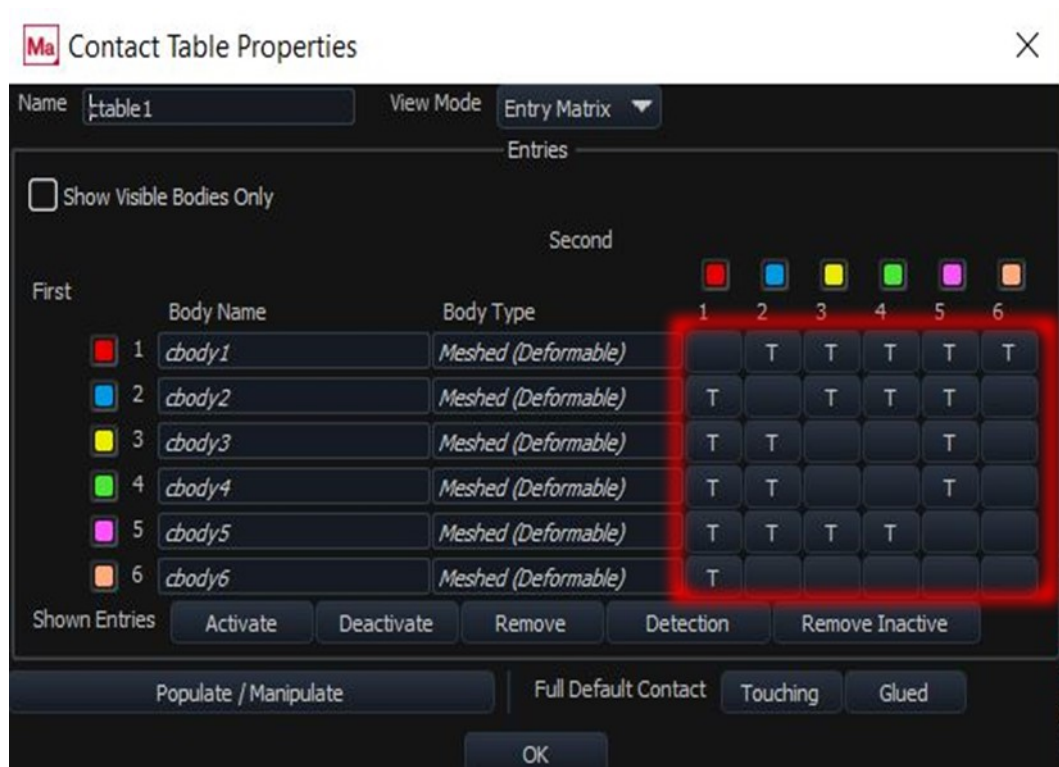 Ma Contact Table Properties
Name ctable1 View Mode Entry Matrix
Entries
Show Visible Bodies Only
Second
First
Body Name Body Type 1 2 3 4 5 6
1 cbody1 Meshed (Deformable) T T T T T
2 cbody2 Meshed (Deformable) T T T T
3 cbody3 Meshed (Deformable) T T T
4 cbody4 Meshed (Deformable) T T T
5 cbody5 Meshed (Deformable) T T T T
6 cbody6 Meshed (Deformable) T
Shown Entries Activate Deactivate Remove Detection Remove Inactive
Populate / Manipulate Full Default Contact Touching Glued
OK